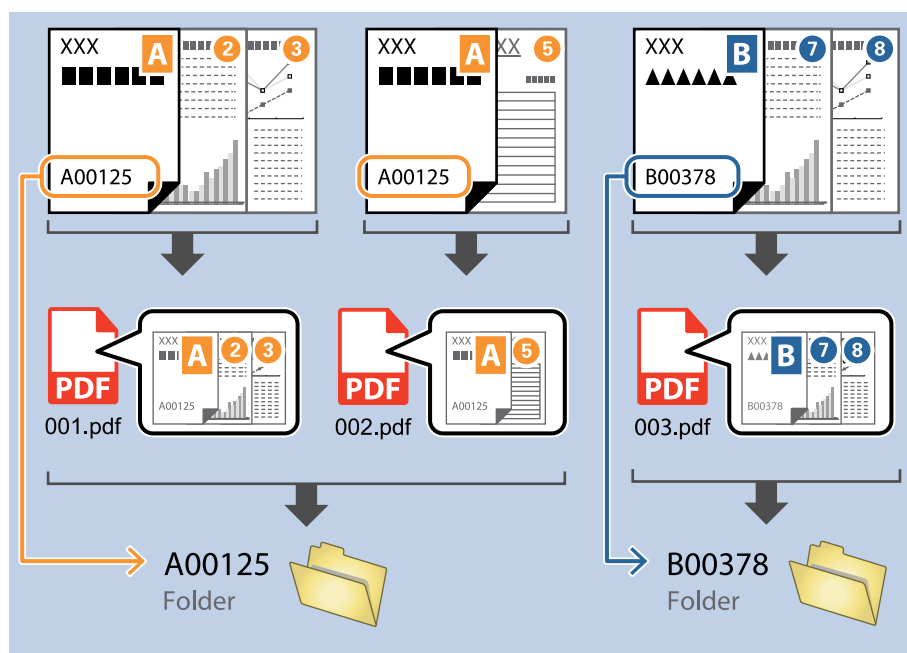 XXX A 2 3
A00125
XXX A XX 5
A00125
XXX B 7 8
B00378
PDF
001.pdf
XXX A 2 3
A00125
PDF
002.pdf
XXX A 5
A00125
PDF
003.pdf
XXX B 7 8
B00378
A00125
Folder
B00378
Folder